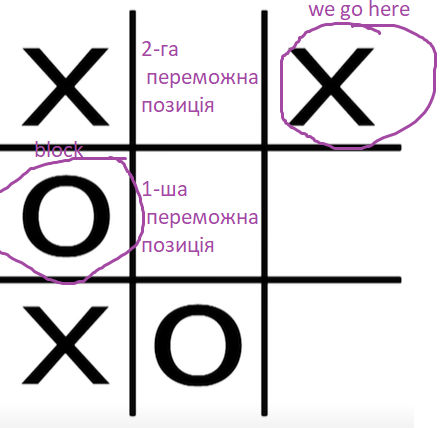 we go here
X
2-га
переможна
позиція
X
block
O
1-ша
переможна
позиція
X
O